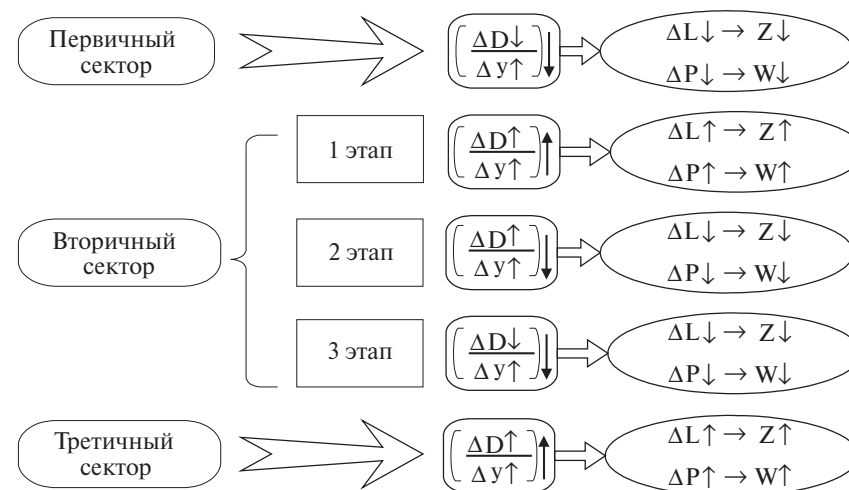 Первичный
сектор
ΔD↓
Δy↑
ΔL↓ → Z↓
ΔP↓ → W↓
Вторичный
сектор
1 этап
ΔD↑
Δy↑
ΔL↑ → Z↑
ΔP↑ → W↑
2 этап
ΔD↑
Δy↑
ΔL↓ → Z↓
ΔP↓ → W↓
3 этап
ΔD↓
Δy↑
ΔL↓ → Z↓
ΔP↓ → W↓
Третичный
сектор
ΔD↑
Δy↑
ΔL↑ → Z↑
ΔP↑ → W↑